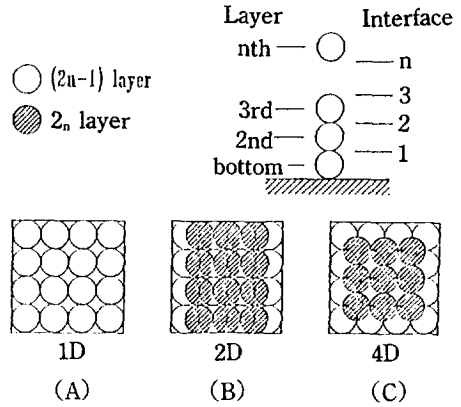 Layer Interface
nth n
(2n-1) layer
2n layer
3rd 3
2nd 2
bottom 1
1D 2D 4D
(A) (B) (C)